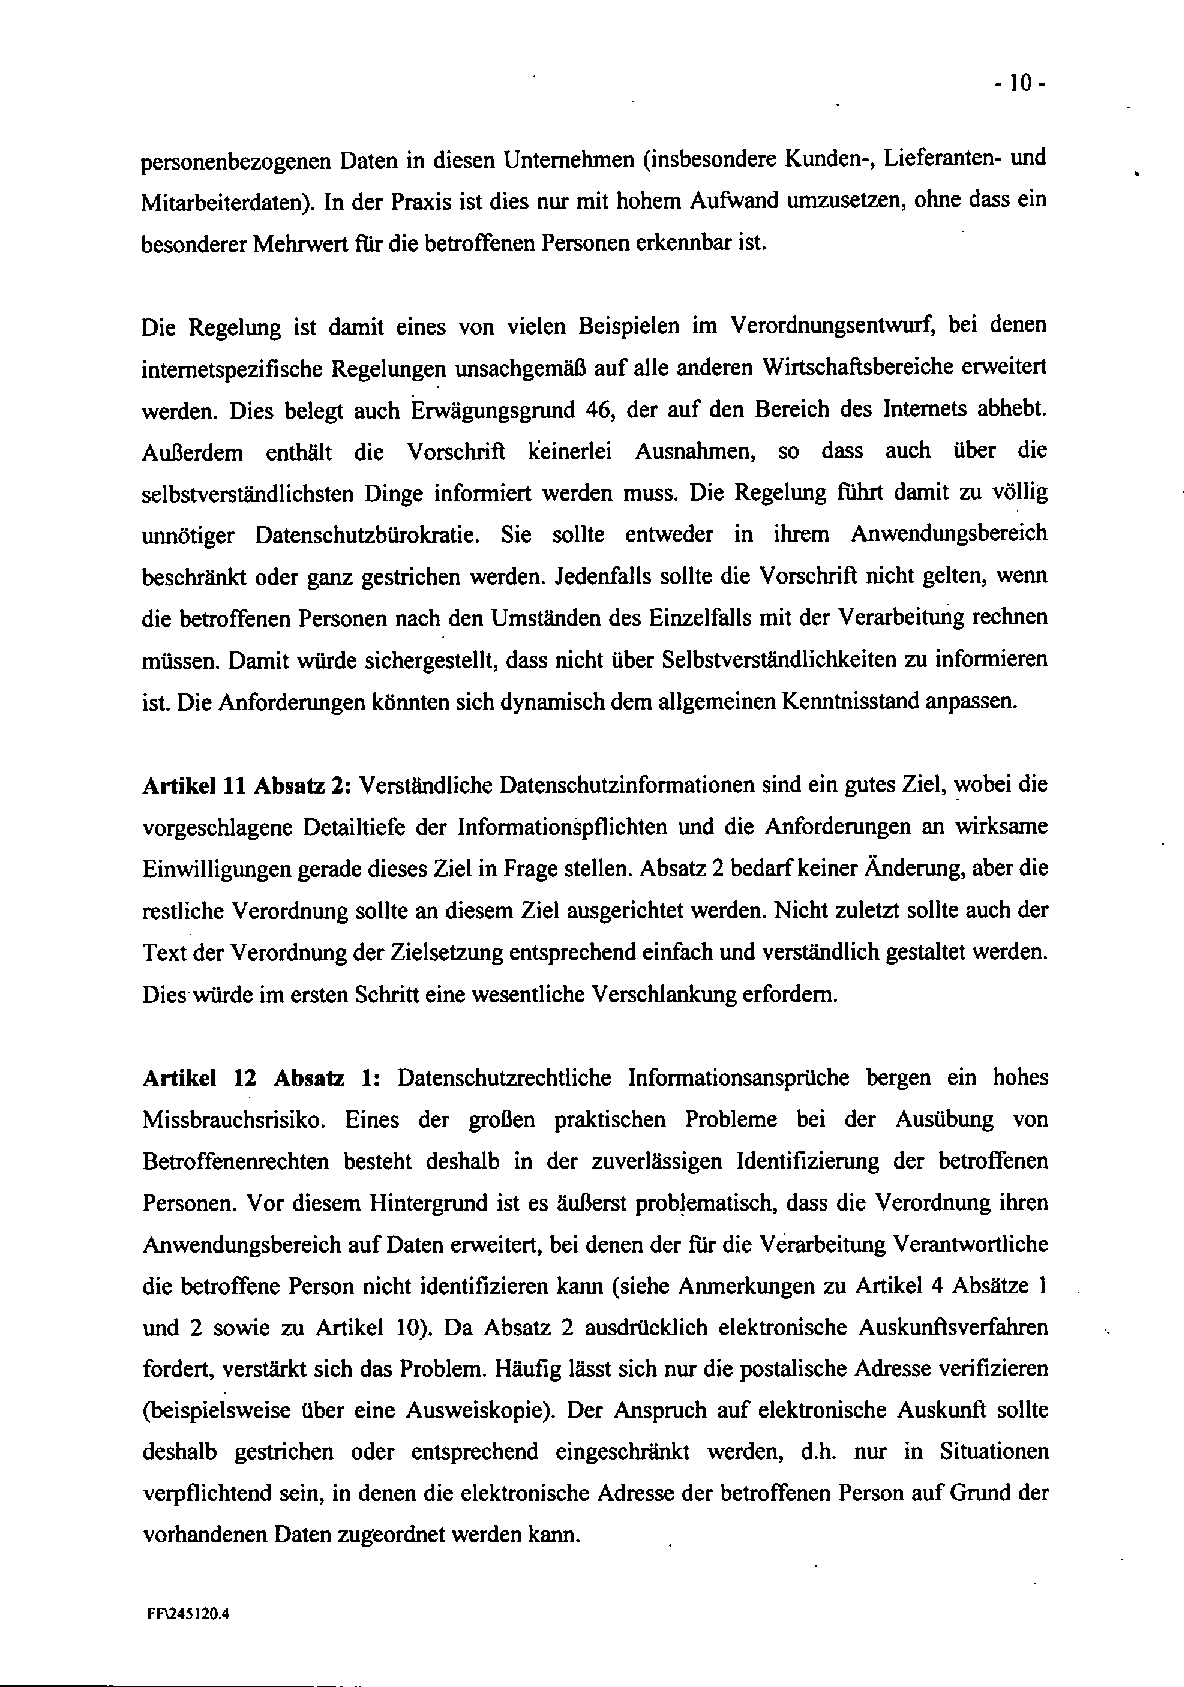 - 10 -
personenbezogenen Daten in diesen Unternehmen (insbesondere Kunden-, Lieferanten- und
Mitarbeiterdaten). In der Praxis ist dies nur mit hohem Aufwand umzusetzen, ohne dass ein
besonderer Mehrwert für die betroffenen Personen erkennbar ist.
Die Regelung ist damit eines von vielen Beispielen im Verordnungsentwurf, bei denen
internetspezifische Regelungen unsachgemäß auf alle anderen Wirtschaftsbereiche erweitert
werden. Dies belegt auch Erwägungsgrund 46, der auf den Bereich des Internets abhebt.
Außerdem enthält die Vorschrift keinerlei Ausnahmen, so dass auch über die
selbstverständlichsten Dinge informiert werden muss. Die Regelung führt damit zu völlig
unnötiger Datenschutzbürokratie. Sie sollte entweder in ihrem Anwendungsbereich
beschränkt oder ganz gestrichen werden. Jedenfalls sollte die Vorschrift nicht gelten, wenn
die betroffenen Personen nach den Umständen des Einzelfalls mit der Verarbeitung rechnen
müssen. Damit würde sichergestellt, dass nicht über Selbstverständlichkeiten zu informieren
ist. Die Anforderungen könnten sich dynamisch dem allgemeinen Kenntnisstand anpassen.
Artikel 11 Absatz 2: Verständliche Datenschutzinformationen sind ein gutes Ziel, wobei die
vorgeschlagene Detailtiefe der Informationspflichten und die Anforderungen an wirksame
Einwilligungen gerade dieses Ziel in Frage stellen. Absatz 2 bedarf keiner Änderung, aber die
restliche Verordnung sollte an diesem Ziel ausgerichtet werden. Nicht zuletzt sollte auch der
Text der Verordnung der Zielsetzung entsprechend einfach und verständlich gestaltet werden.
Dies würde im ersten Schritt eine wesentliche Verschlankung erfordern.
Artikel 12 Absatz 1: Datenschutzrechtliche Informationsansprüche bergen ein hohes
Missbrauchsrisiko. Eines der großen praktischen Probleme bei der Ausübung von
Betroffenenrechten besteht deshalb in der zuverlässigen Identifizierung der betroffenen
Personen. Vor diesem Hintergrund ist es äußerst problematisch, dass die Verordnung ihren
Anwendungsbereich auf Daten erweitert, bei denen der für die Verarbeitung Verantwortliche
die betroffene Person nicht identifizieren kann (siehe Anmerkungen zu Artikel 4 Absätze 1
und 2 sowie zu Artikel 10). Da Absatz 2 ausdrücklich elektronische Auskunftsverfahren
fordert, verstärkt sich das Problem. Häufig lässt sich nur die postalische Adresse verifizieren
(beispielsweise über eine Ausweiskopie). Der Anspruch auf elektronische Auskunft sollte
deshalb gestrichen oder entsprechend eingeschränkt werden, d.h. nur in Situationen
verpflichtend sein, in denen die elektronische Adresse der betroffenen Person auf Grund der
vorhandenen Daten zugeordnet werden kann.
FF\245120.4